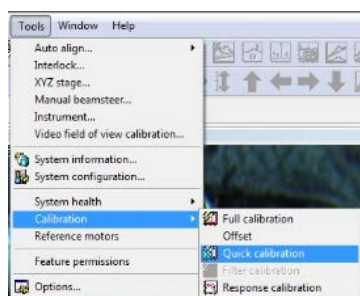 Tools Window Help
Auto align...
Interlock...
XYZ stage...
Manual beamsteer...
Instrument...
Video field of view calibration...
System information...
System configuration...
System health
Calibration
Reference motors
Feature permissions
Options...
Full calibration
Offset
Quick calibration
Filter calibration
Response calibration